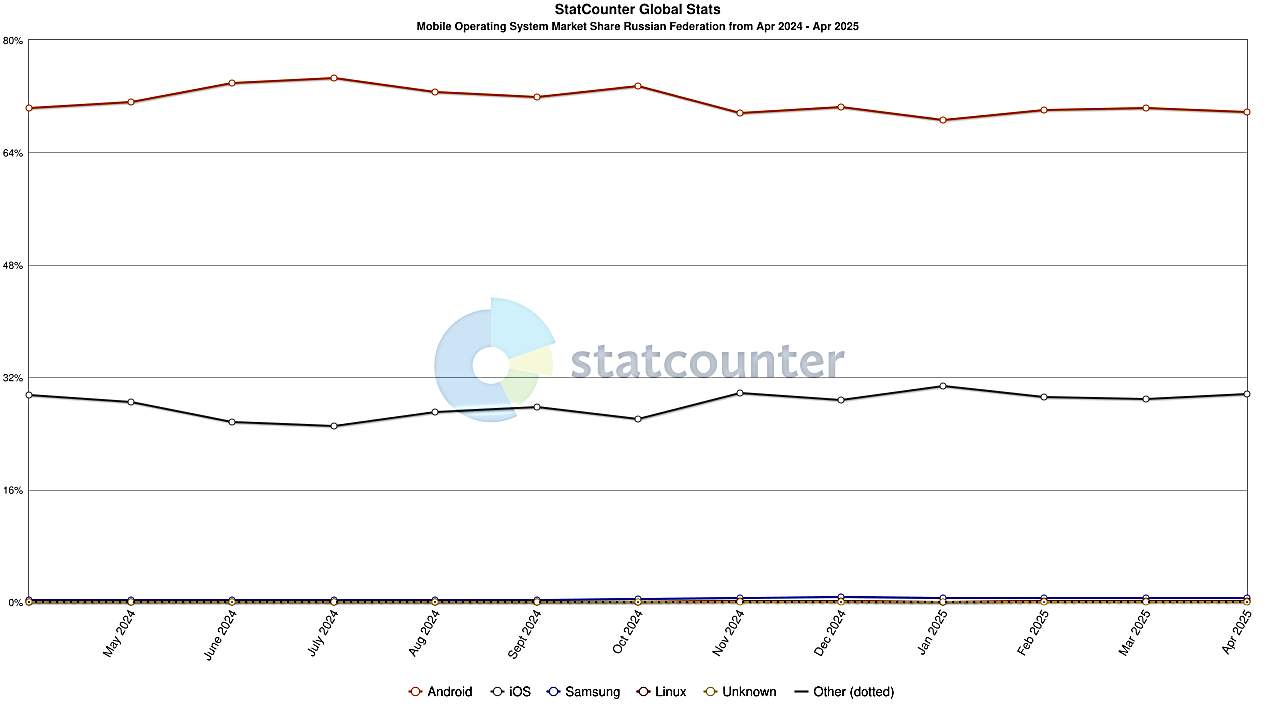 StatCounter Global Stats
Mobile Operating System Market Share Russian Federation from Apr 2024 - Apr 2025
80%
64%
48%
statcounter
32%
16%
0%
May 2024 June 2024 July 2024 Aug 2024 Sept 2024 Oct 2024 Nov 2024 Dec 2024 Jan 2025 Feb 2025 Mar 2025 Apr 2025
Android iOS Samsung Linux Unknown Other (dotted)